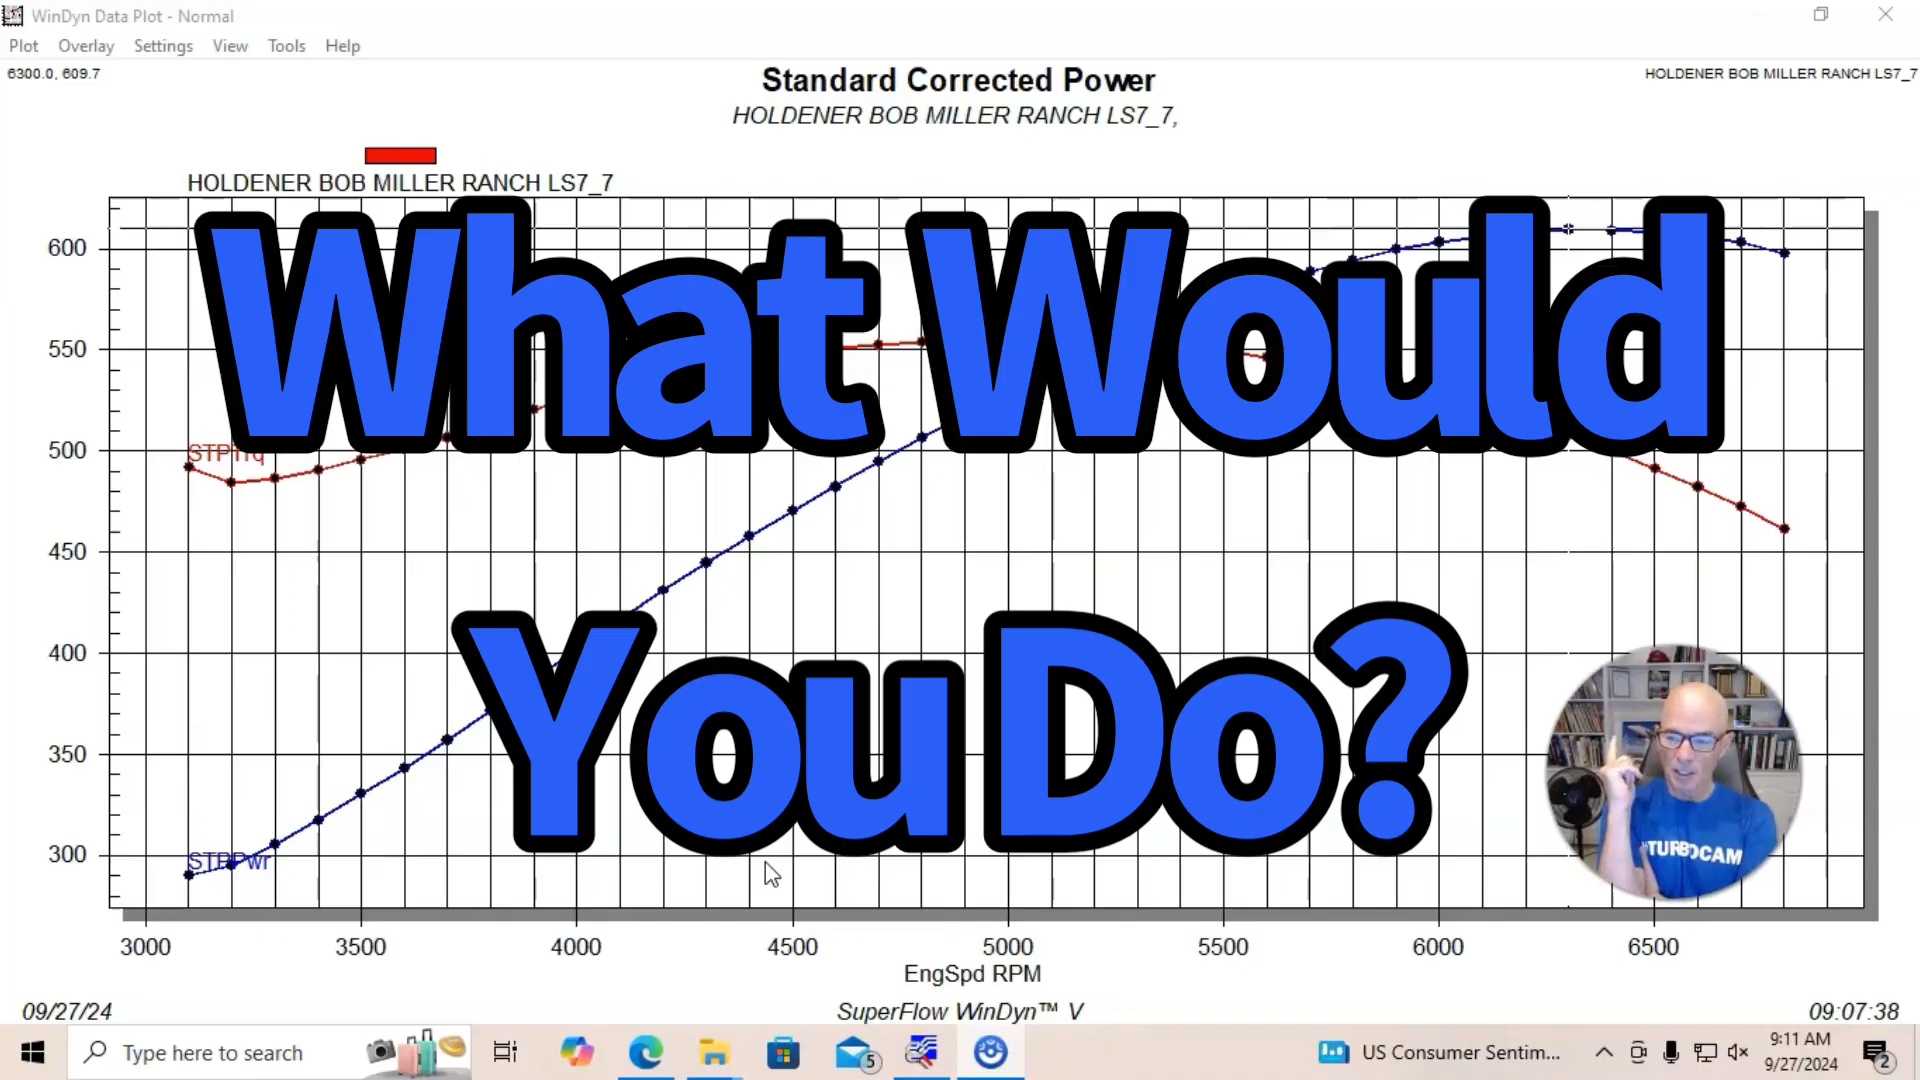 WinDyn Data Plot - Normal
Plot Overlay Settings View Tools Help
6300.0, 609.7
HOLDENER BOB MILLER RANCH LS7_7
Standard Corrected Power
HOLDENER BOB MILLER RANCH LS7_7,
HOLDENER BOB MILLER RANCH LS7_7
What Would
You Do?
600
550
500
450
400
350
300
STPTrq
STPPwr
#TURBOCAM
3000 3500 4000 4500 5000 5500 6000 6500
EngSpd RPM
09/27/24
SuperFlow WinDyn™ V
09:07:38
Type here to search
5
US Consumer Sentim...
9:11 AM
9/27/2024
2